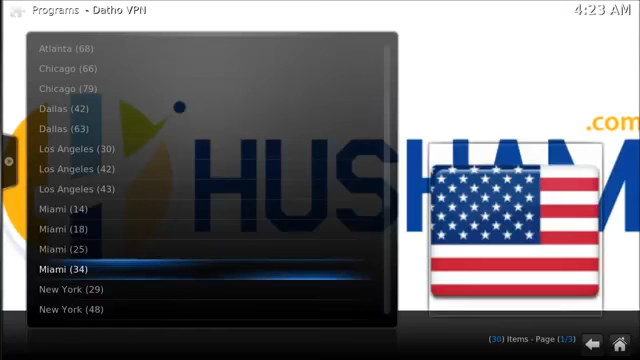 Programs - Datho VPN
4:23 AM
Atlanta (68)
Chicago (66)
Chicago (79)
Dallas (42)
Dallas (63)
Los Angeles (30)
Los Angeles (42)
Los Angeles (43)
Miami (14)
Miami (18)
Miami (25)
Miami (34)
New York (29)
New York (48)
.com
HUSHAM
(30) Items - Page (1/3)